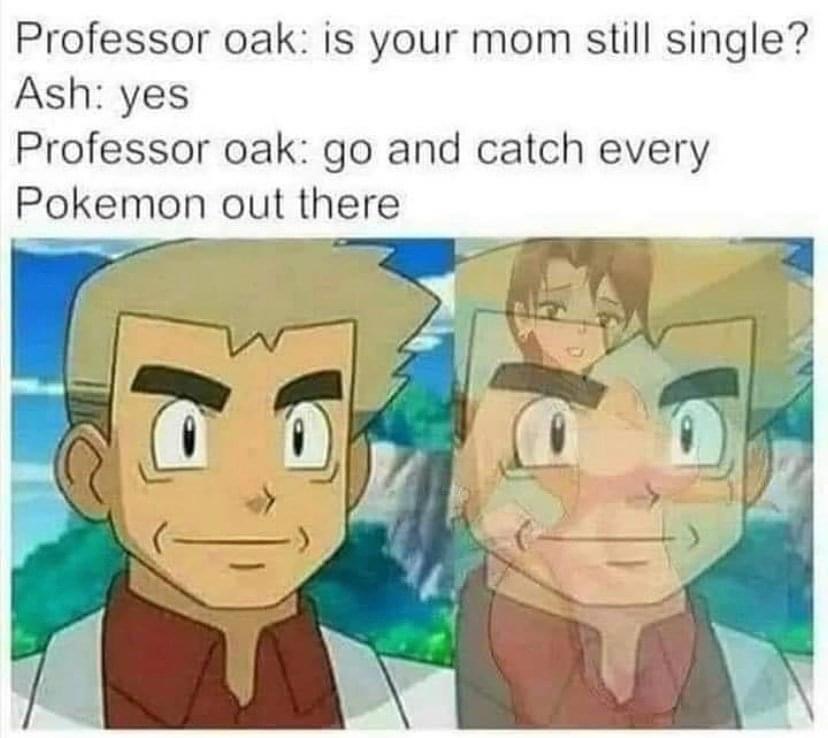 Professor oak: is your mom still single?
Ash: yes
Professor oak: go and catch every
Pokemon out there